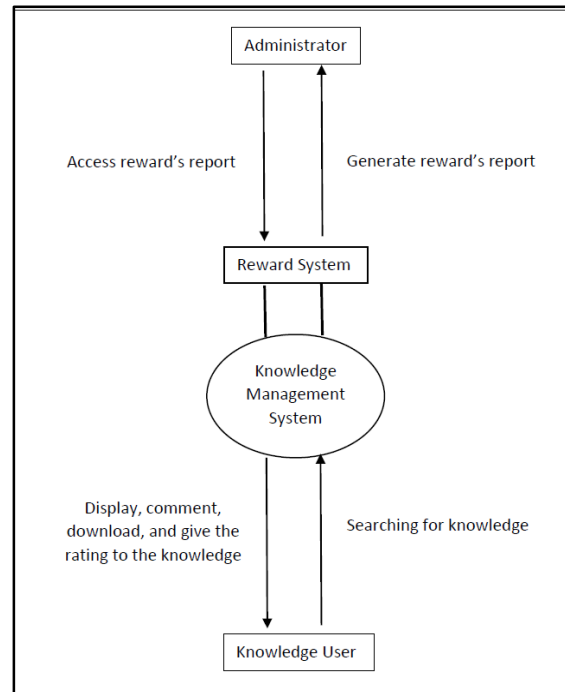 Administrator
Access reward’s report
Generate reward’s report
Reward System
Knowledge
Management
System
Display, comment,
download, and give the
rating to the knowledge
Searching for knowledge
Knowledge User